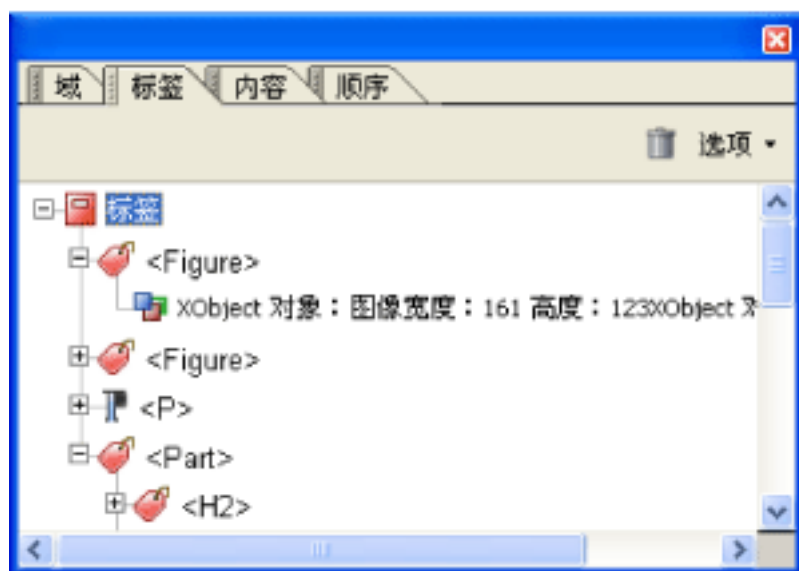 域 标签 内容 顺序
选项
标签
<Figure>
XObject 对象：图像宽度：161 高度：123XObject
<Figure>
<P>
<Part>
<H2>